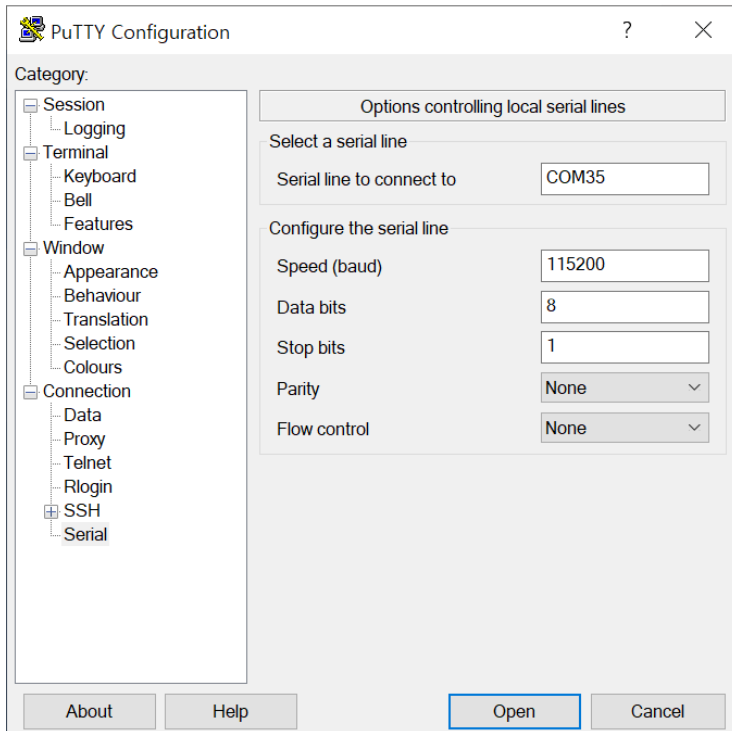 PuTTY Configuration
?
Category:
Session
Logging
Terminal
Keyboard
Bell
Features
Window
Appearance
Behaviour
Translation
Selection
Colours
Connection
Data
Proxy
Telnet
Rlogin
SSH
Serial
Options controlling local serial lines
Select a serial line
Serial line to connect to COM35
Configure the serial line
Speed (baud) 115200
Data bits 8
Stop bits 1
Parity None
Flow control None
About Help Open Cancel